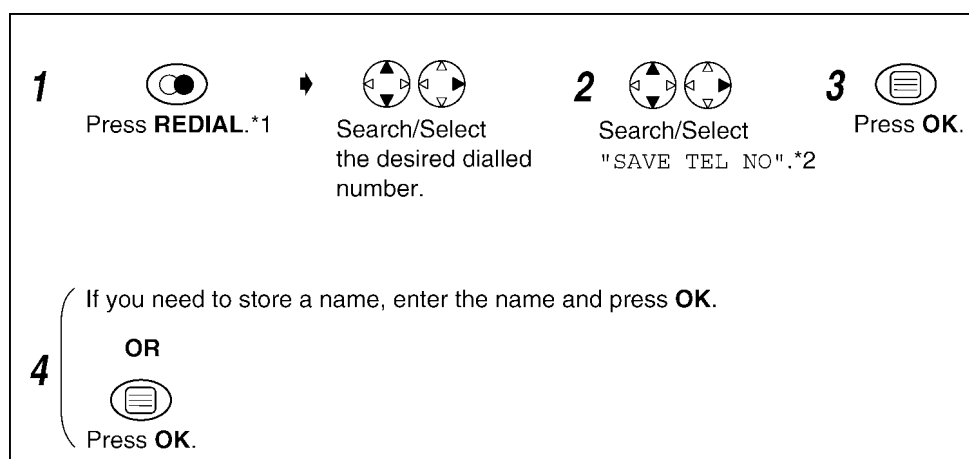 1
Press REDIAL.*1
Search/Select
the desired dialled
number.
2
Search/Select
"SAVE TEL NO".*2
3
Press OK.
4
If you need to store a name, enter the name and press OK.
OR
Press OK.